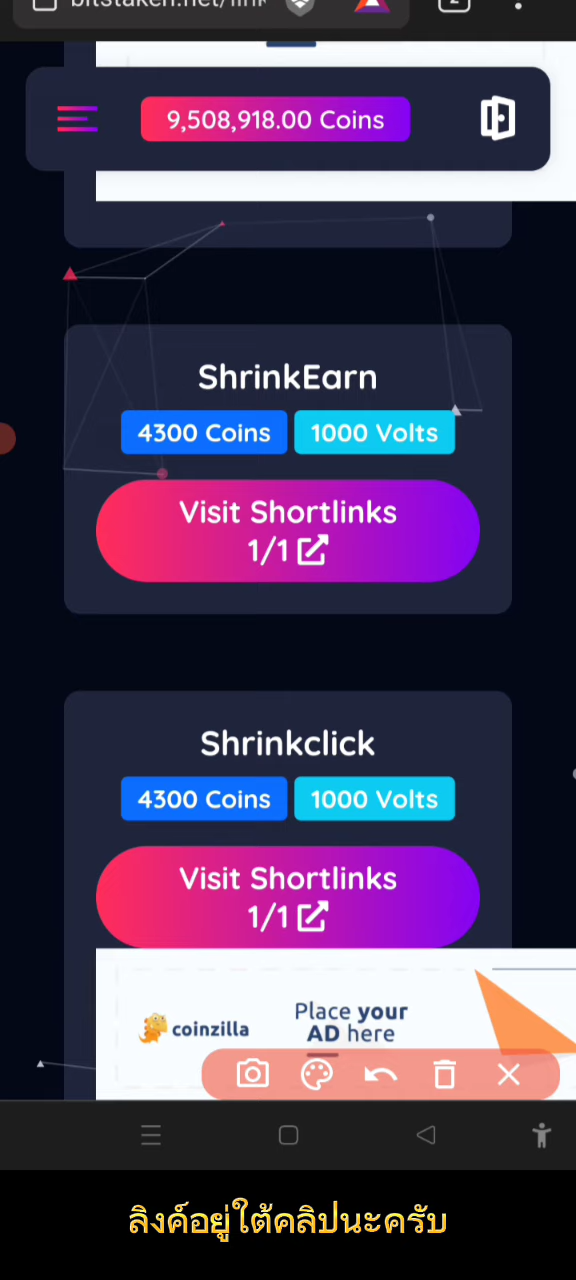 9,508,918.00 Coins
ShrinkEarn
4300 Coins 1000 Volts
Visit Shortlinks
1/1
Shrinkclick
4300 Coins 1000 Volts
Visit Shortlinks
1/1
coinzilla
Place your
AD here
ลิงค์อยู่ใต้คลิปนะครับ